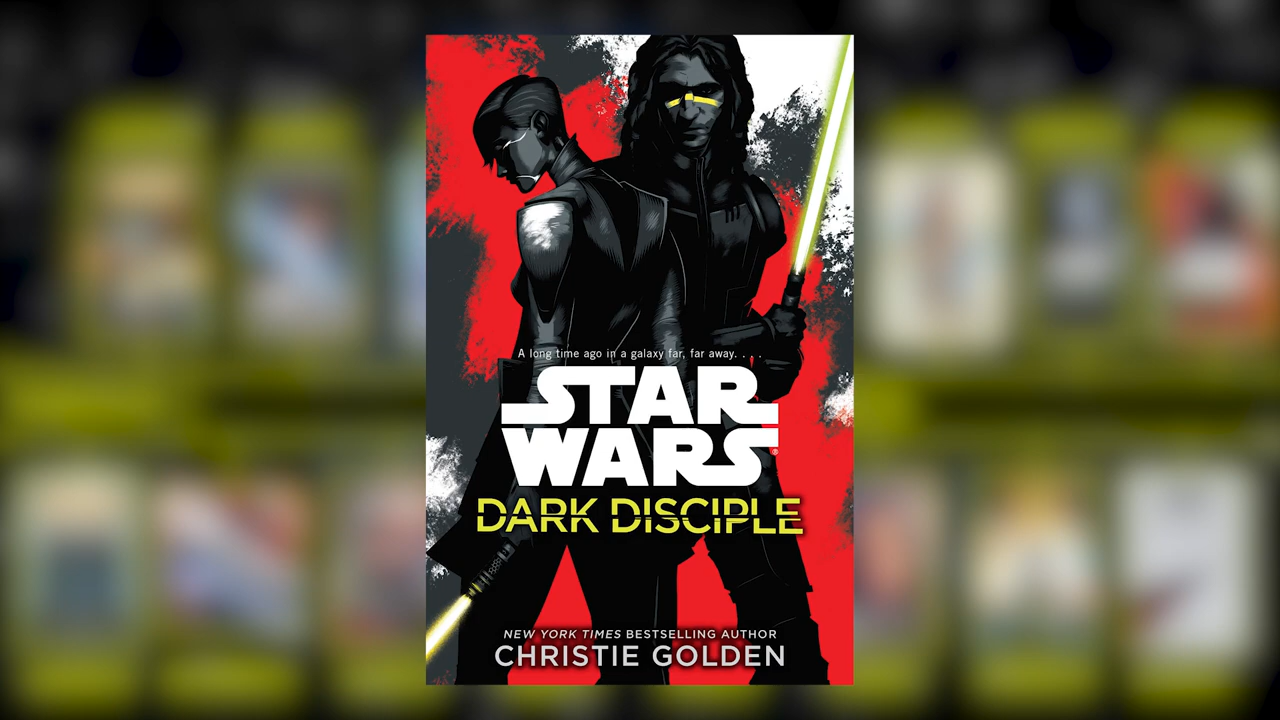 A long time ago in a galaxy far, far away. . . .
STAR
WARS®
DARK DISCIPLE
NEW YORK TIMES BESTSELLING AUTHOR
CHRISTIE GOLDEN